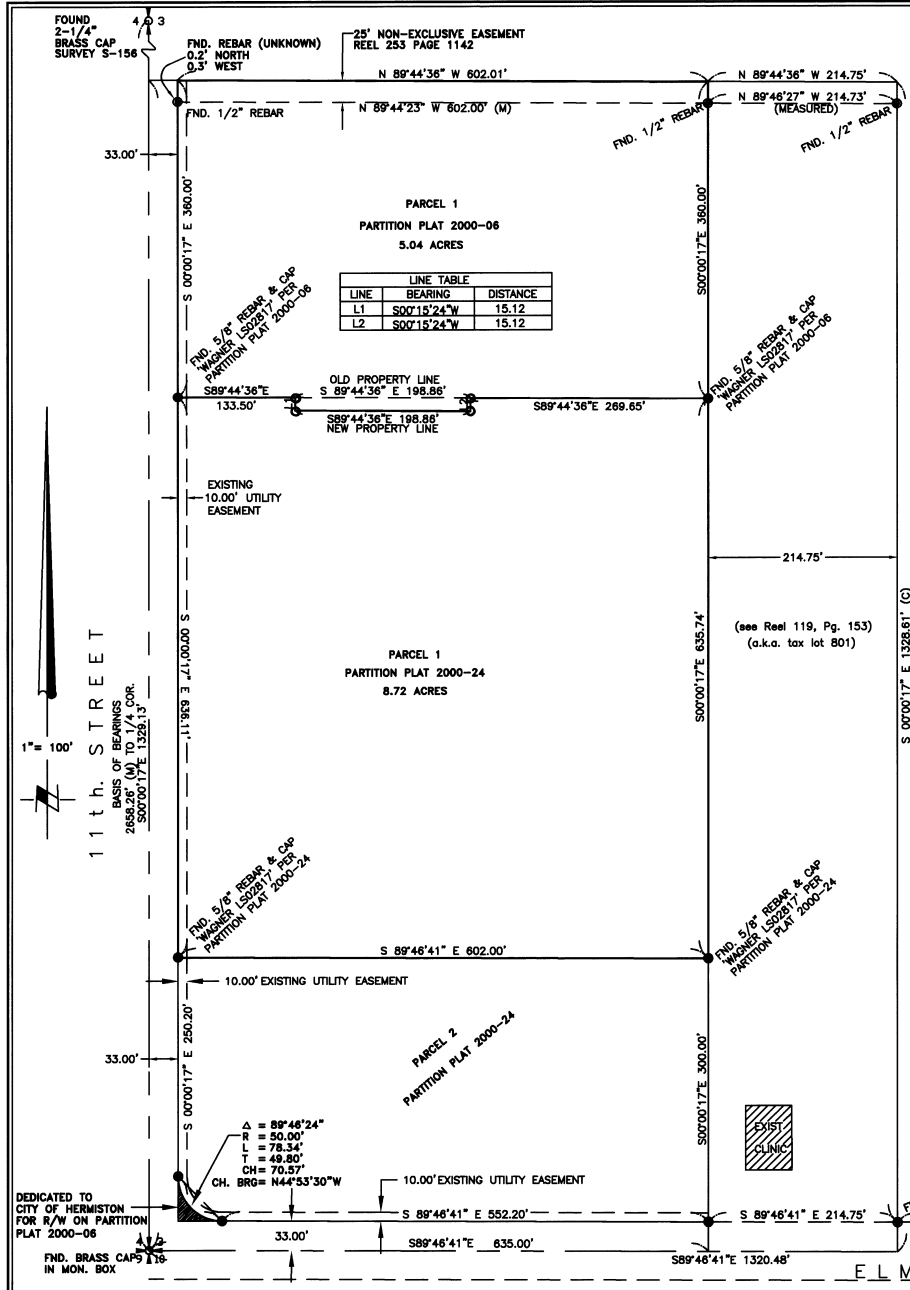 FOUND
2-1/4"
BRASS CAP
SURVEY S-156
4 3
FND. REBAR (UNKNOWN)
0.2' NORTH
0.3' WEST
25' NON-EXCLUSIVE EASEMENT
REEL 253 PAGE 1142
N 89°44'36" W 602.01'
N 89°44'36" W 214.75'
FND. 1/2" REBAR
N 89°44'23" W 602.00' (M)
FND. 1/2" REBAR
N 89°46'27" W 214.73'
(MEASURED)
FND. 1/2" REBAR
33.00'
S 00°00'17" E 360.00'
PARCEL 1
PARTITION PLAT 2000-06
5.04 ACRES
S00°00'17"E 360.00'
LINE TABLE
LINE BEARING DISTANCE
L1 S00°15'24"W 15.12
L2 S00°15'24"W 15.12
FND. 5/8" REBAR & CAP
'WAGNER LS02817' PER
PARTITION PLAT 2000-06
FND. 5/8" REBAR & CAP
'WAGNER LS02817' PER
PARTITION PLAT 2000-06
OLD PROPERTY LINE
S89°44'36"E
133.50'
S 89°44'36" E 198.86'
S89°44'36"E 198.86'
NEW PROPERTY LINE
S89°44'36"E 269.65'
EXISTING
10.00' UTILITY
EASEMENT
214.75'
S 00°00'17" E 636.11'
S00°00'17"E 635.74'
(see Reel 119, Pg. 153)
(a.k.a. tax lot 801)
S 00°00'17" E 1328.61' (C)
PARCEL 1
PARTITION PLAT 2000-24
8.72 ACRES
1"= 100'
11th. STREET
BASIS OF BEARINGS
2658.26' (M) TO 1/4 COR.
S00°00'17"E 1329.13'
FND. 5/8" REBAR & CAP
'WAGNER LS02817' PER
PARTITION PLAT 2000-24
FND. 5/8" REBAR & CAP
'WAGNER LS02817' PER
PARTITION PLAT 2000-24
S 89°46'41" E 602.00'
10.00' EXISTING UTILITY EASEMENT
33.00'
S 00°00'17" E 250.20'
PARCEL 2
PARTITION PLAT 2000-24
S00°00'17"E 300.00'
EXIST
CLINIC
Δ = 89°46'24"
R = 50.00'
L = 78.34'
T = 49.80'
CH= 70.57'
CH. BRG= N44°53'30"W
10.00' EXISTING UTILITY EASEMENT
DEDICATED TO
CITY OF HERMISTON
FOR R/W ON PARTITION
PLAT 2000-06
S 89°46'41" E 552.20'
S 89°46'41" E 214.75'
F
33.00'
S89°46'41"E 635.00'
9 10
FND. BRASS CAP
IN MON. BOX
S89°46'41"E 1320.48'
ELM